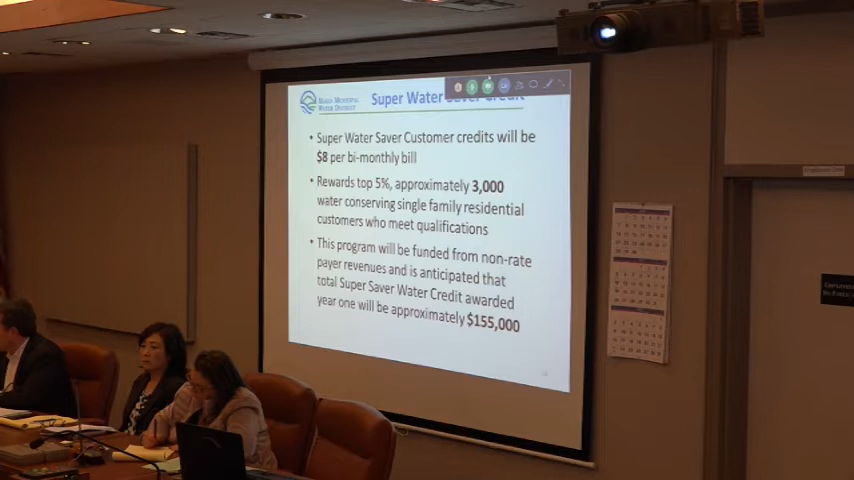 MARIN MUNICIPAL
WATER DISTRICT
Super Water Saver Credit
• Super Water Saver Customer credits will be
$8 per bi-monthly bill
• Rewards top 5%, approximately 3,000
water conserving single family residential
customers who meet qualifications
• This program will be funded from non-rate
payer revenues and is anticipated that
total Super Saver Water Credit awarded
year one will be approximately $155,000